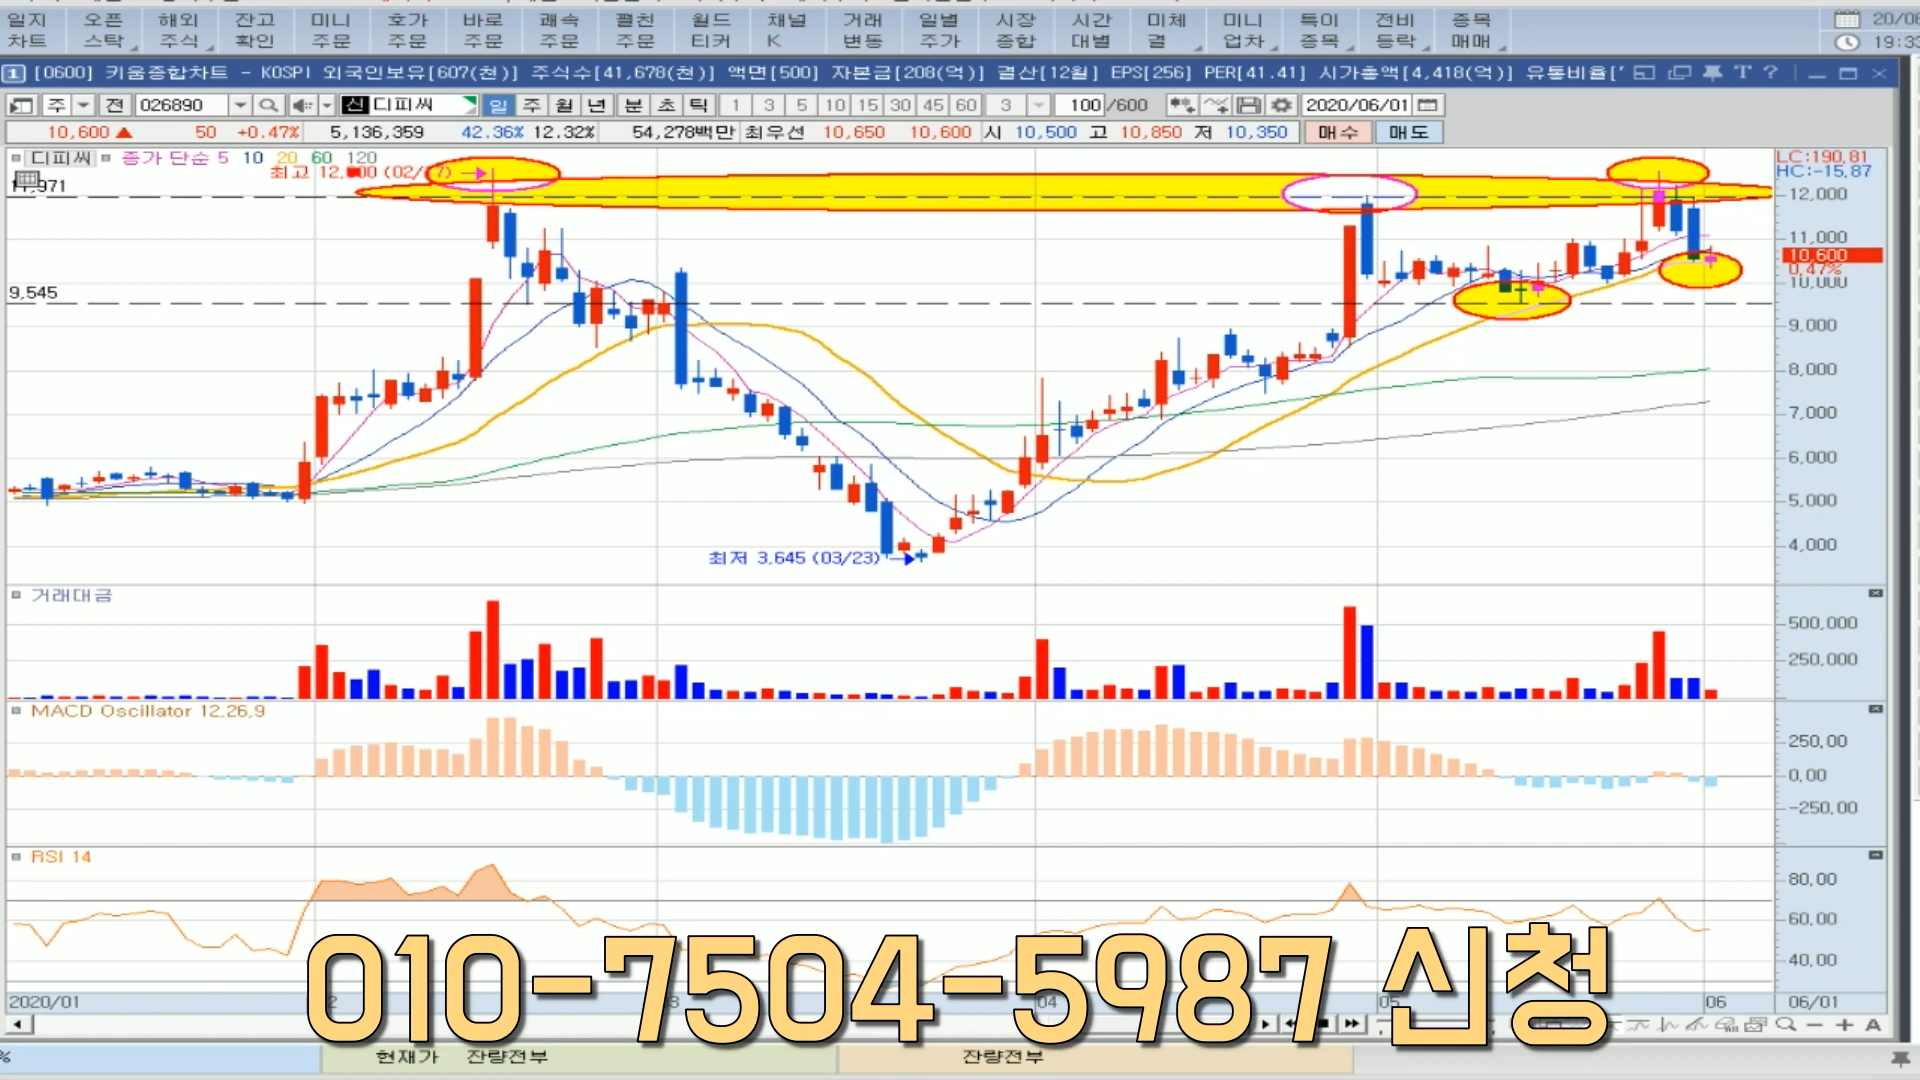 일지 오픈 해외 잔고 미니 호가 바로 쾌속 펼친 월드 채널 거래 일별 시장 시간 미체 미니 특이 전비 종목
차트 스탁 주식 확인 주문 주문 주문 주문 주문 티커 K 변동 주가 종합 대별 결 업차 종목 등락 매매
1 [0600] 키움종합차트 - KOSPI 외국인보유[607(천)] 주식수[41,678(천)] 액면[500] 자본금[208(억)] 결산[12월] EPS[256] PER[41.41] 시가총액[4,418(억)] 유통비율[
주 전 026890 신 디피씨 일 주 월 년 분 초 틱 1 3 5 10 15 30 45 60 3 100 /600 2020/06/01
10,600 ▲ 50 +0.47% 5,136,359 42.36% 12.32% 54,278백만 최우선 10,650 10,600 시 10,500 고 10,850 저 10,350 매수 매도
디피씨 종가 단순 5 10 20 60 120
LC:190.81
HC:-15.87
12,000
11,000
10,600
0.47%
10,000
9,545
9,000
8,000
7,000
6,000
5,000
최저 3,645 (03/23)
4,000
거래대금
500,000
250,000
MACD Oscillator 12,26,9
250,00
0,00
-250,00
RSI 14
80,00
60,00
40,00
010-7504-5987 신청
2020/01 04 05 06 06/01
% 현재가 잔량전부 잔량전부